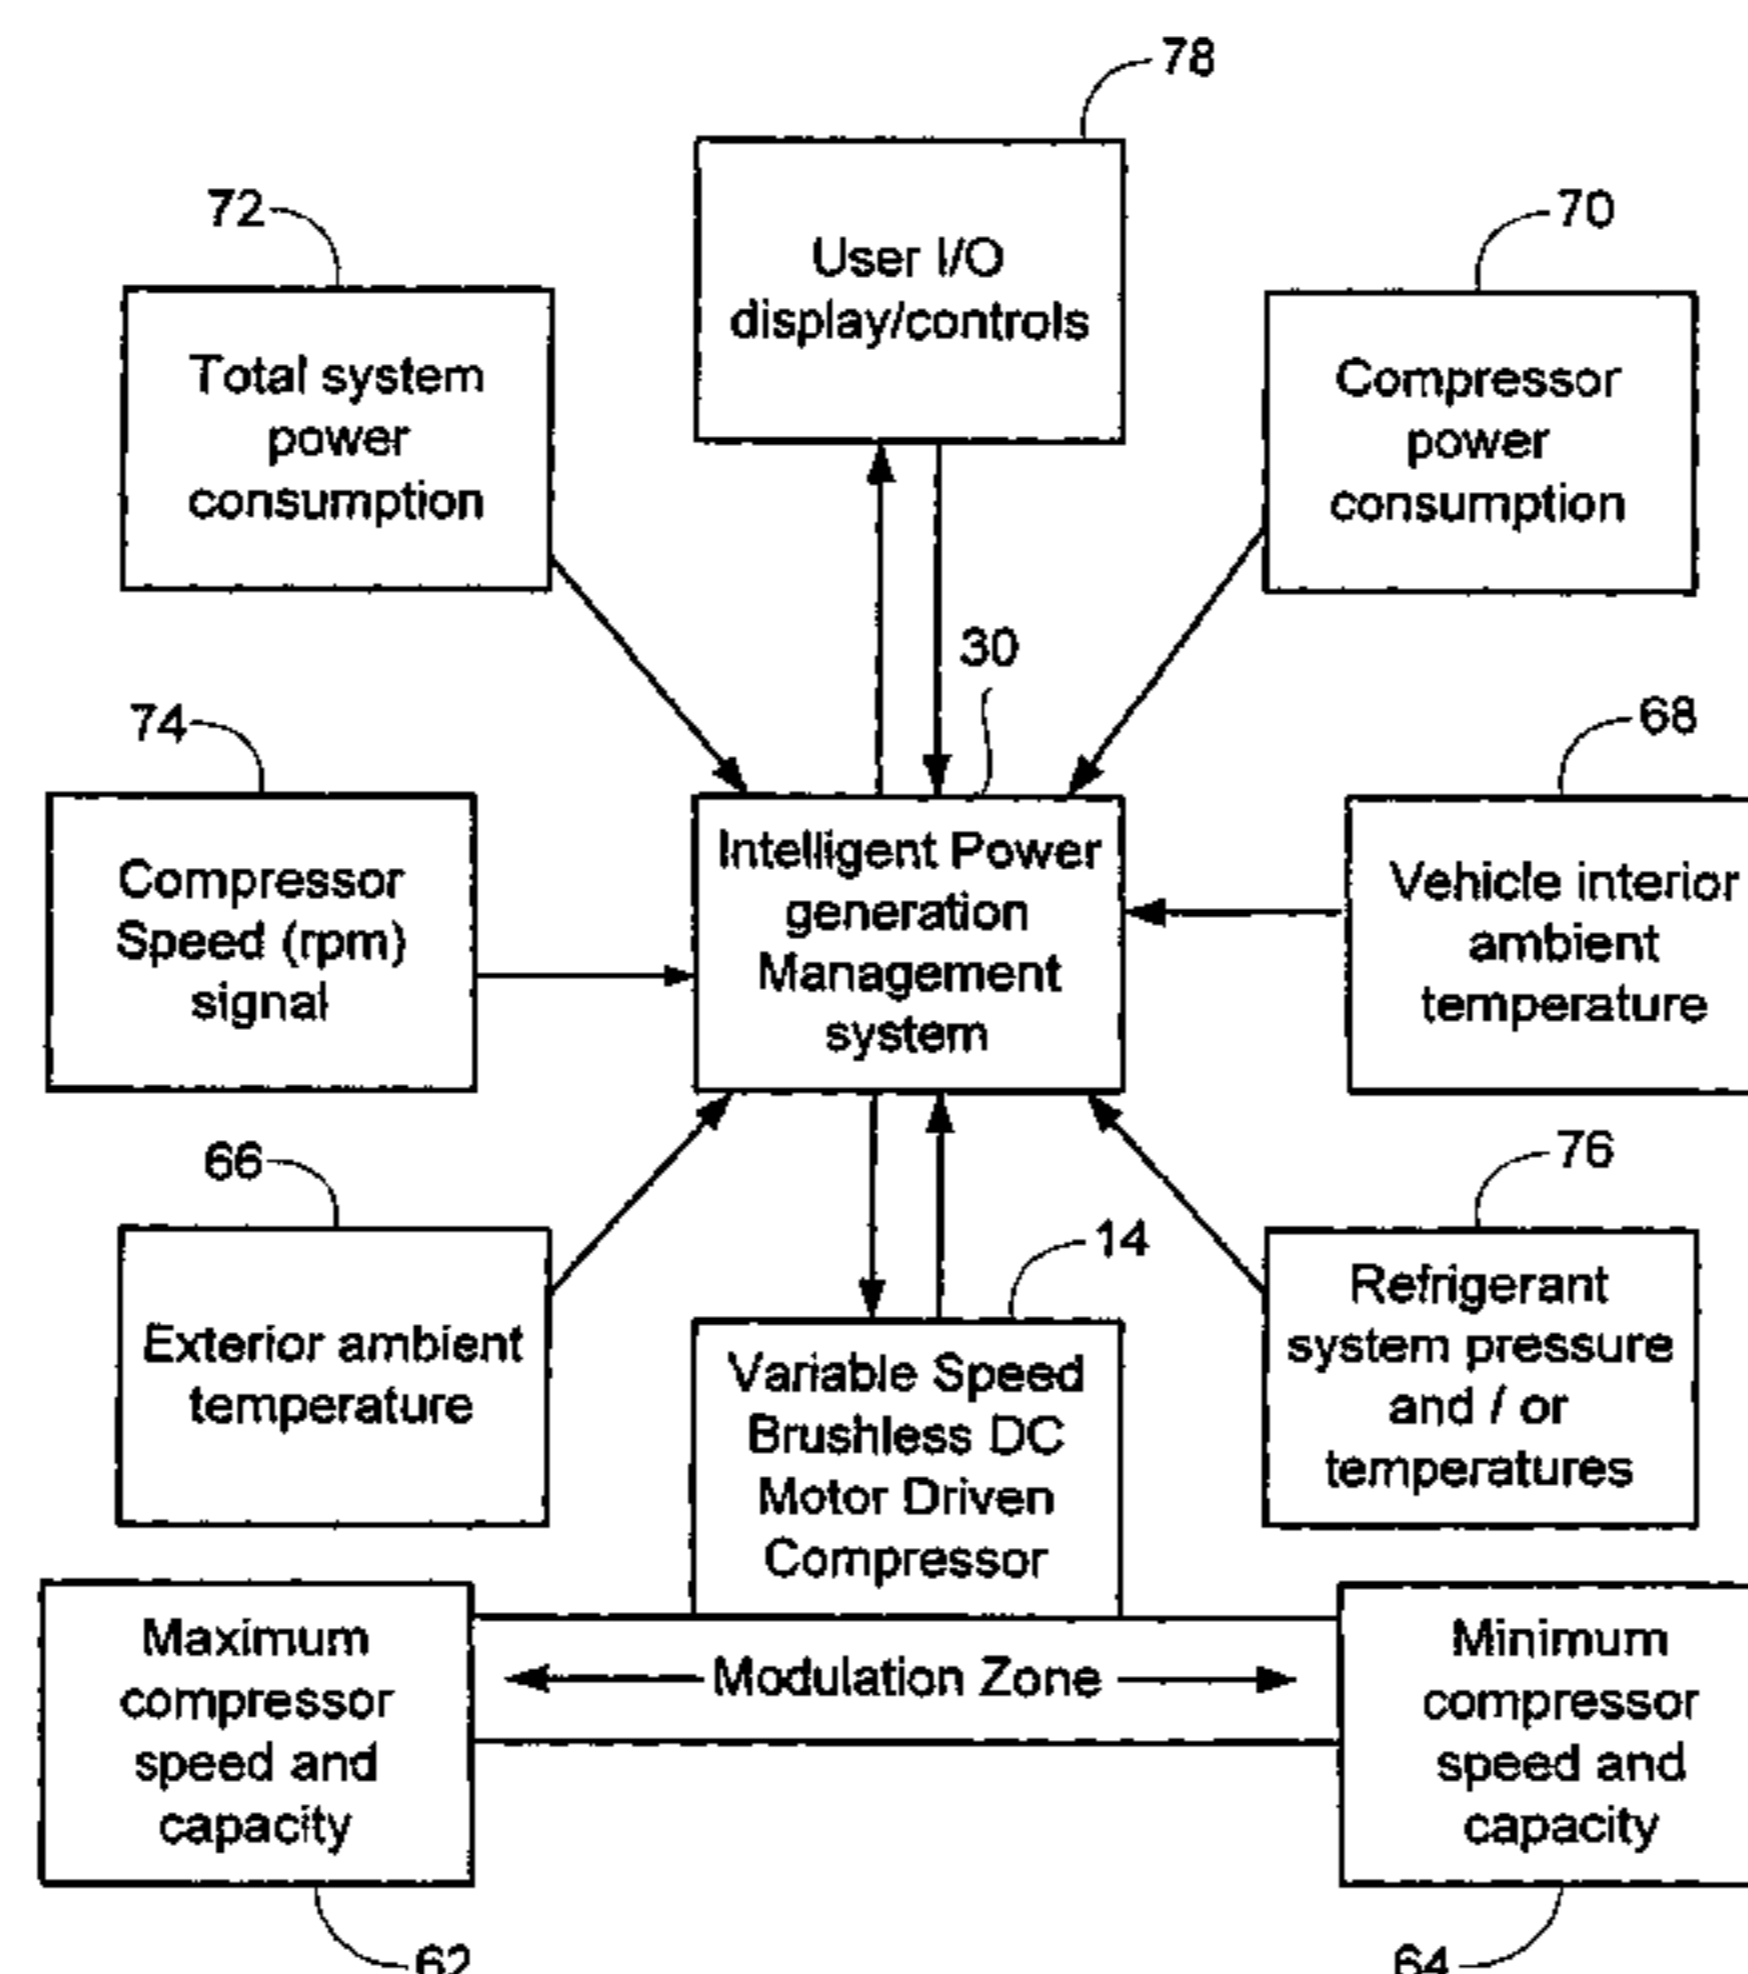 78
72
70
User I/O
display/controls
Total system
power
consumption
Compressor
power
consumption
30
74
68
Compressor
Speed (rpm)
signal
Intelligent Power
generation
Management
system
Vehicle interior
ambient
temperature
66
76
14
Exterior ambient
temperature
Variable Speed
Brushless DC
Motor Driven
Compressor
Refrigerant
system pressure
and / or
temperatures
Maximum
compressor
speed and
capacity
Modulation Zone
Minimum
compressor
speed and
capacity
62
64